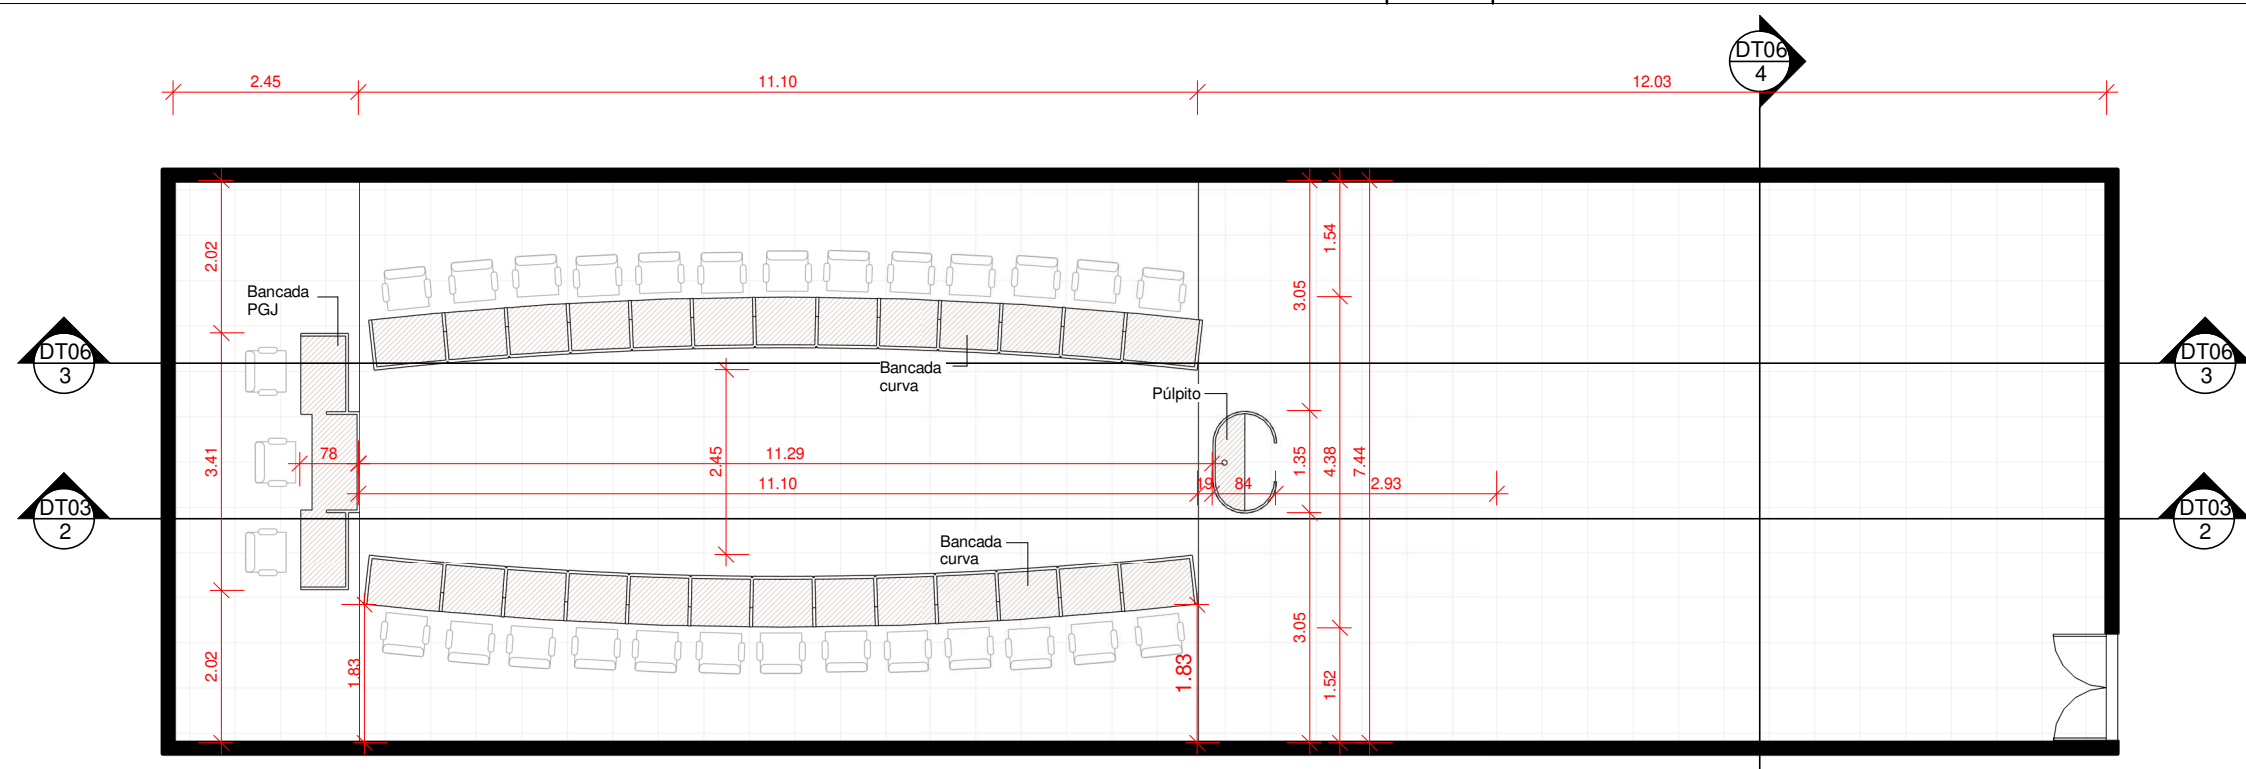 DT06
4
2.45
11.10
12.03
2.02
1.54
3.05
Bancada
PGJ
DT06
3
DT06
3
Bancada
curva
Púlpito
3.41
78
2.45
11.29
11.10
19
84
1.35
4.38
7.44
2.93
DT03
2
DT03
2
Bancada
curva
2.02
1.83
1.83
3.05
1.52